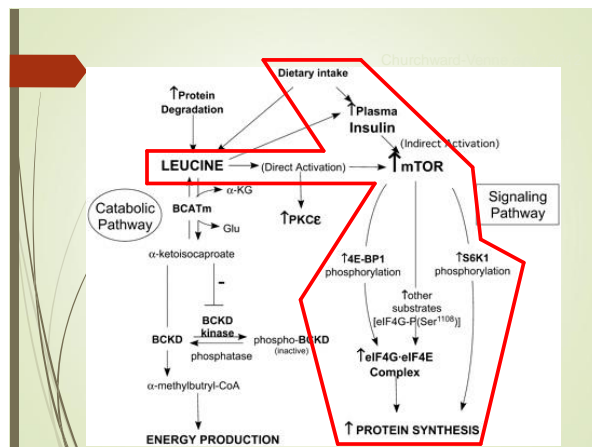 Churchward-Ven
Dietary intake
↑Protein
Degradation
↑Plasma
Insulin
(Indirect Activation)
LEUCINE
(Direct Activation)
↑mTOR
α-KG
BCATm
Glu
↑PKCε
Catabolic
Pathway
Signaling
Pathway
α-ketoisocaproate
↑4E-BP1
phosphorylation
↑S6K1
phosphorylation
–
↑other
substrates
[eIF4G-P(Ser1108)]
BCKD
kinase
BCKD
phospho-BCKD
(inactive)
phosphatase
↑eIF4G·eIF4E
Complex
α-methylbutryl-CoA
ENERGY PRODUCTION
↑ PROTEIN SYNTHESIS